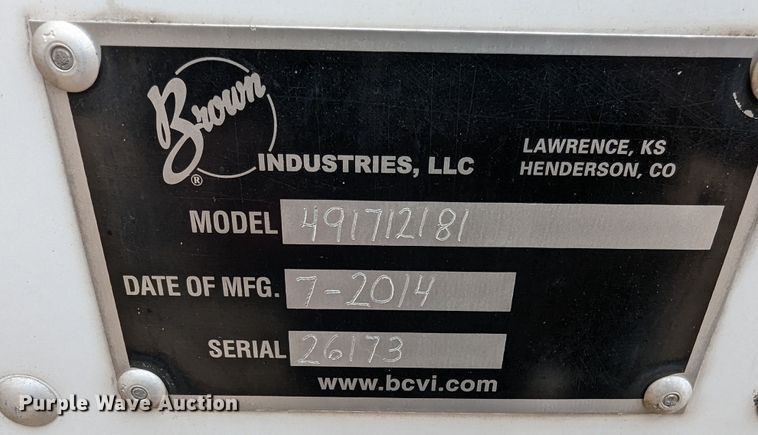 Brown
®
INDUSTRIES, LLC
LAWRENCE, KS
HENDERSON, CO
MODEL 491712181
DATE OF MFG. 7-2014
SERIAL 26173
www.bcvi.com
Purple Wave Auction